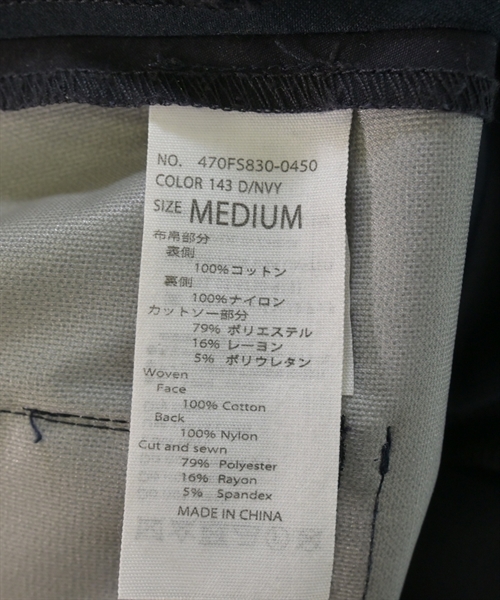 NO. 470FS830-0450
COLOR 143 D/NVY
SIZE MEDIUM
布帛部分
表側
100%コットン
裏側
100%ナイロン
カットソー部分
79% ポリエステル
16% レーヨン
5% ポリウレタン
Woven
Face
100% Cotton
Back
100% Nylon
Cut and sewn
79% Polyester
16% Rayon
5% Spandex
MADE IN CHINA